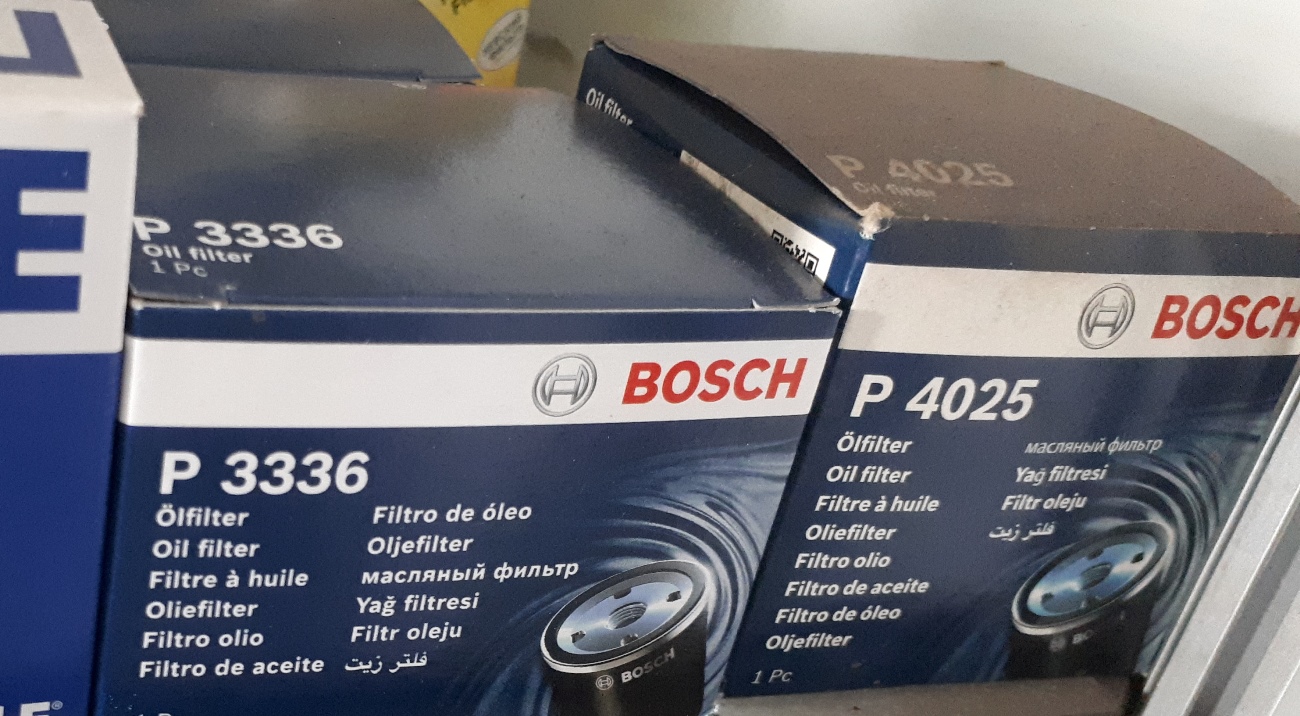 E
P 3336
Oil filter
1 Pc
BOSCH
P 3336
Ölfilter
Oil filter
Filtre à huile
Oliefilter
Filtro olio
Filtro de aceite
Filtro de óleo
Oljefilter
масляный фильтр
Yağ filtresi
Filtr oleju
فلتر زيت
BOSCH
Oil filter
P 4025
Oil filter
BOSCH
P 4025
Ölfilter
Oil filter
Filtre à huile
Oliefilter
Filtro olio
Filtro de aceite
Filtro de óleo
Oljefilter
1 Pc
масляный фильтр
Yağ filtresi
Filtr oleju
فلتر زيت